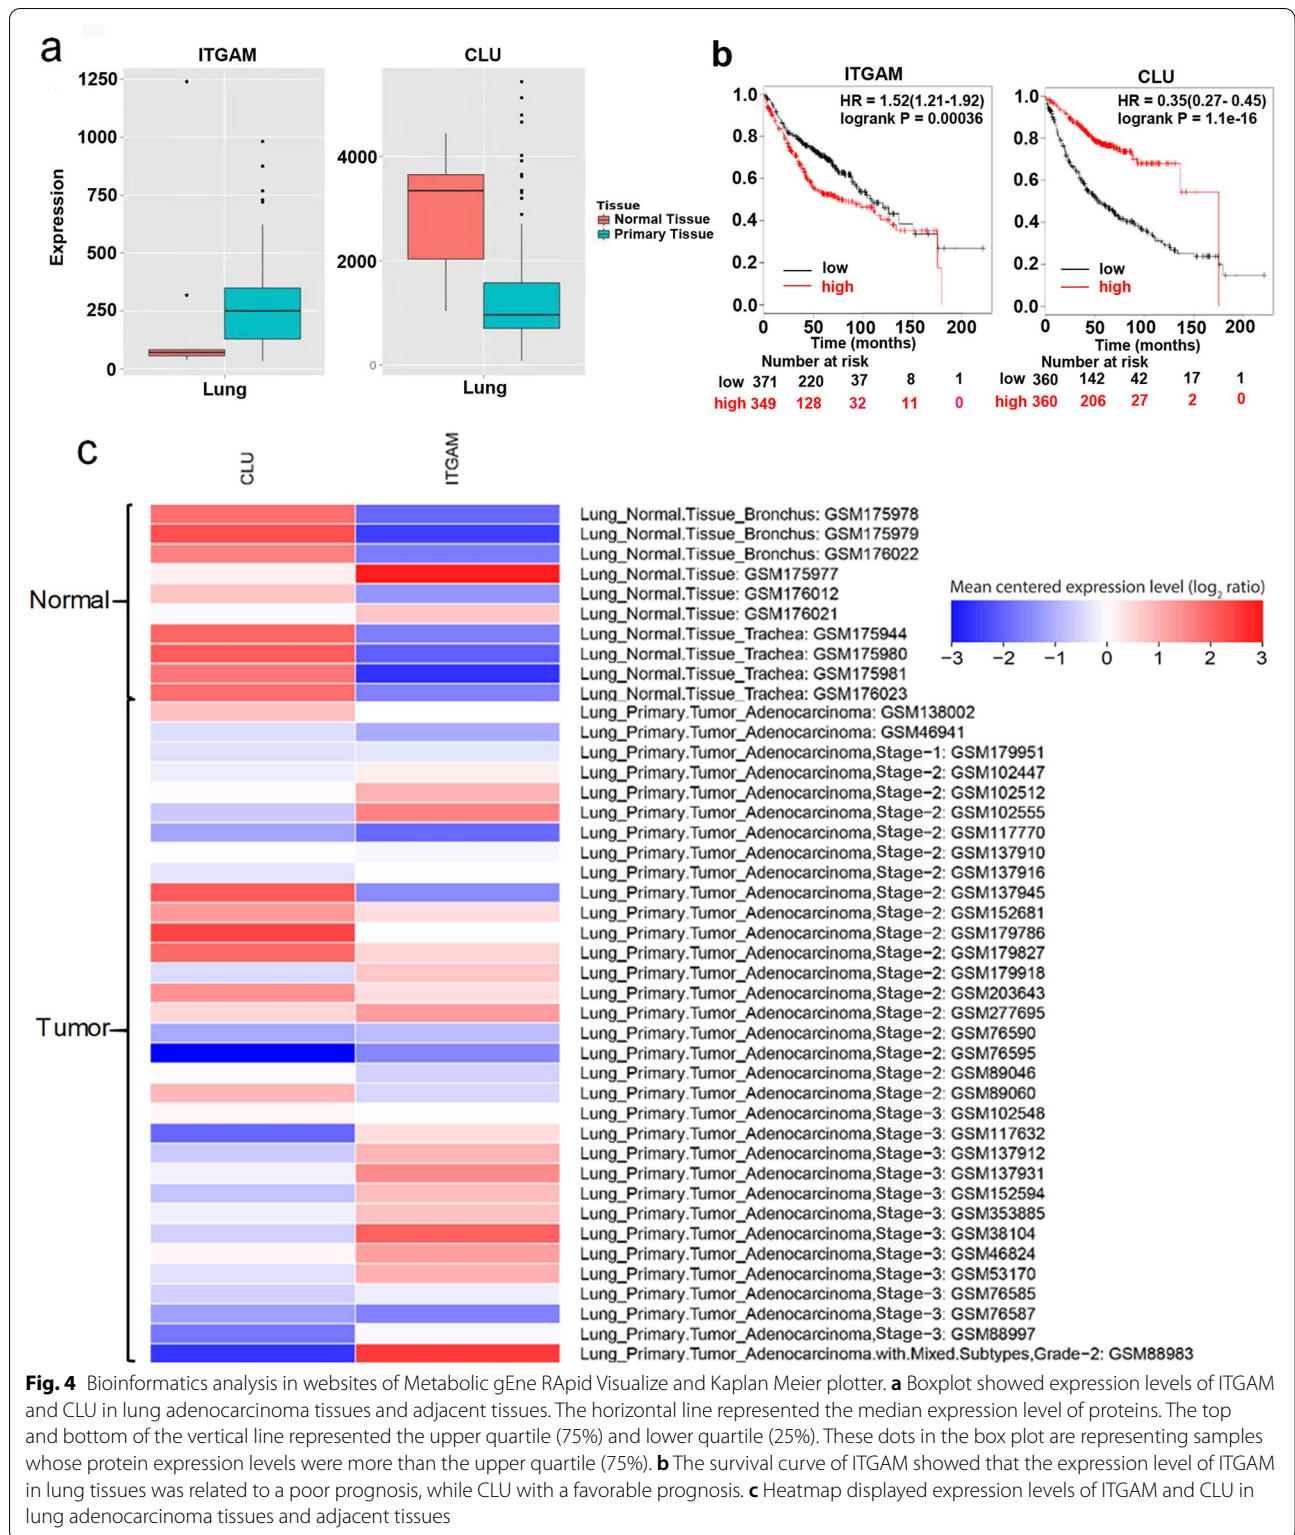 a
ITGAM
CLU
Expression
1250
1000
750
500
250
0
Lung
4000
2000
0
Lung
Tissue
Normal Tissue
Primary Tissue
b
ITGAM
HR = 1.52(1.21-1.92)
logrank P = 0.00036
1.0
0.8
0.6
0.4
0.2
0.0
low
high
0 50 100 150 200
Time (months)
Number at risk
low 371 220 37 8 1
high 349 128 32 11 0
CLU
HR = 0.35(0.27- 0.45)
logrank P = 1.1e-16
1.0
0.8
0.6
0.4
0.2
0.0
low
high
0 50 100 150 200
Time (months)
Number at risk
low 360 142 42 17 1
high 360 206 27 2 0
c
CLU
ITGAM
Normal
Tumor
Lung_Normal.Tissue_Bronchus: GSM175978
Lung_Normal.Tissue_Bronchus: GSM175979
Lung_Normal.Tissue_Bronchus: GSM176022
Lung_Normal.Tissue: GSM175977
Lung_Normal.Tissue: GSM176012
Lung_Normal.Tissue: GSM176021
Lung_Normal.Tissue_Trachea: GSM175944
Lung_Normal.Tissue_Trachea: GSM175980
Lung_Normal.Tissue_Trachea: GSM175981
Lung_Normal.Tissue_Trachea: GSM176023
Lung_Primary.Tumor_Adenocarcinoma: GSM138002
Lung_Primary.Tumor_Adenocarcinoma: GSM46941
Lung_Primary.Tumor_Adenocarcinoma,Stage−1: GSM179951
Lung_Primary.Tumor_Adenocarcinoma,Stage−2: GSM102447
Lung_Primary.Tumor_Adenocarcinoma,Stage−2: GSM102512
Lung_Primary.Tumor_Adenocarcinoma,Stage−2: GSM102555
Lung_Primary.Tumor_Adenocarcinoma,Stage−2: GSM117770
Lung_Primary.Tumor_Adenocarcinoma,Stage−2: GSM137910
Lung_Primary.Tumor_Adenocarcinoma,Stage−2: GSM137916
Lung_Primary.Tumor_Adenocarcinoma,Stage−2: GSM137945
Lung_Primary.Tumor_Adenocarcinoma,Stage−2: GSM152681
Lung_Primary.Tumor_Adenocarcinoma,Stage−2: GSM179786
Lung_Primary.Tumor_Adenocarcinoma,Stage−2: GSM179827
Lung_Primary.Tumor_Adenocarcinoma,Stage−2: GSM179918
Lung_Primary.Tumor_Adenocarcinoma,Stage−2: GSM203643
Lung_Primary.Tumor_Adenocarcinoma,Stage−2: GSM277695
Lung_Primary.Tumor_Adenocarcinoma,Stage−2: GSM76590
Lung_Primary.Tumor_Adenocarcinoma,Stage−2: GSM76595
Lung_Primary.Tumor_Adenocarcinoma,Stage−2: GSM89046
Lung_Primary.Tumor_Adenocarcinoma,Stage−2: GSM89060
Lung_Primary.Tumor_Adenocarcinoma,Stage−3: GSM102548
Lung_Primary.Tumor_Adenocarcinoma,Stage−3: GSM117632
Lung_Primary.Tumor_Adenocarcinoma,Stage−3: GSM137912
Lung_Primary.Tumor_Adenocarcinoma,Stage−3: GSM137931
Lung_Primary.Tumor_Adenocarcinoma,Stage−3: GSM152594
Lung_Primary.Tumor_Adenocarcinoma,Stage−3: GSM353885
Lung_Primary.Tumor_Adenocarcinoma,Stage−3: GSM38104
Lung_Primary.Tumor_Adenocarcinoma,Stage−3: GSM46824
Lung_Primary.Tumor_Adenocarcinoma,Stage−3: GSM53170
Lung_Primary.Tumor_Adenocarcinoma,Stage−3: GSM76585
Lung_Primary.Tumor_Adenocarcinoma,Stage−3: GSM76587
Lung_Primary.Tumor_Adenocarcinoma,Stage−3: GSM88997
Lung_Primary.Tumor_Adenocarcinoma.with.Mixed.Subtypes,Grade−2: GSM88983
Mean centered expression level (log2 ratio)
−3 −2 −1 0 1 2 3
Fig. 4 Bioinformatics analysis in websites of Metabolic gEne RApid Visualize and Kaplan Meier plotter. a Boxplot showed expression levels of ITGAM
and CLU in lung adenocarcinoma tissues and adjacent tissues. The horizontal line represented the median expression level of proteins. The top
and bottom of the vertical line represented the upper quartile (75%) and lower quartile (25%). These dots in the box plot are representing samples
whose protein expression levels were more than the upper quartile (75%). b The survival curve of ITGAM showed that the expression level of ITGAM
in lung tissues was related to a poor prognosis, while CLU with a favorable prognosis. c Heatmap displayed expression levels of ITGAM and CLU in
lung adenocarcinoma tissues and adjacent tissues